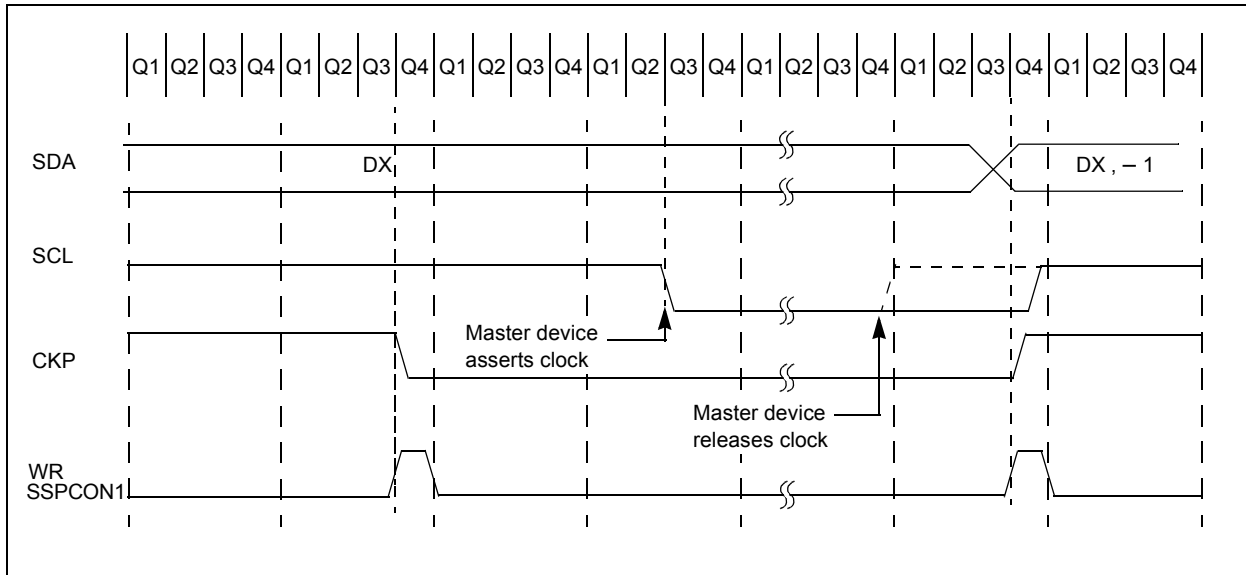 Q1 Q2 Q3 Q4 Q1 Q2 Q3 Q4 Q1 Q2 Q3 Q4 Q1 Q2 Q3 Q4 Q1 Q2 Q3 Q4 Q1 Q2 Q3 Q4 Q1 Q2 Q3 Q4
SDA
DX
DX , – 1
SCL
Master device
asserts clock
CKP
Master device
releases clock
WR
SSPCON1